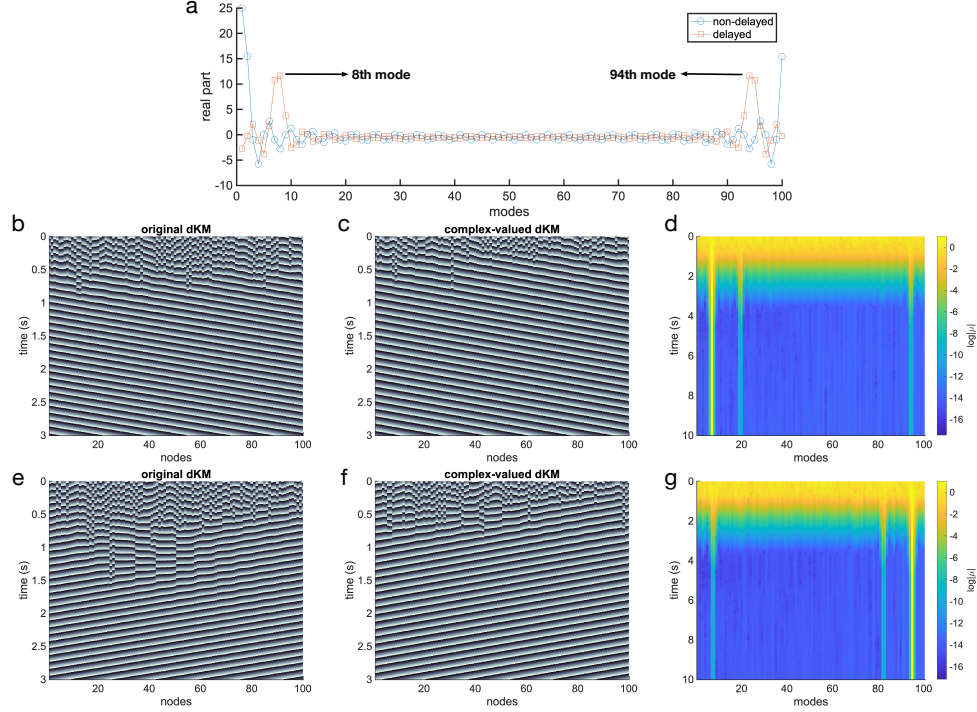 a
25
20
15
10
5
0
-5
-10
real part
non-delayed
delayed
8th mode
94th mode
0 10 20 30 40 50 60 70 80 90 100
modes
b
original dKM
0
0.5
1
1.5
2
2.5
3
time (s)
20 40 60 80 100
nodes
c
complex-valued dKM
0
0.5
1
1.5
2
2.5
3
time (s)
20 40 60 80 100
nodes
d
0
2
4
6
8
10
time (s)
20 40 60 80 100
modes
0
-2
-4
-6
-8
-10
-12
-14
-16
log|μ|
e
original dKM
0
0.5
1
1.5
2
2.5
3
time (s)
20 40 60 80 100
nodes
f
complex-valued dKM
0
0.5
1
1.5
2
2.5
3
time (s)
20 40 60 80 100
nodes
g
0
2
4
6
8
10
time (s)
20 40 60 80 100
modes
0
-2
-4
-6
-8
-10
-12
-14
-16
log|μ|